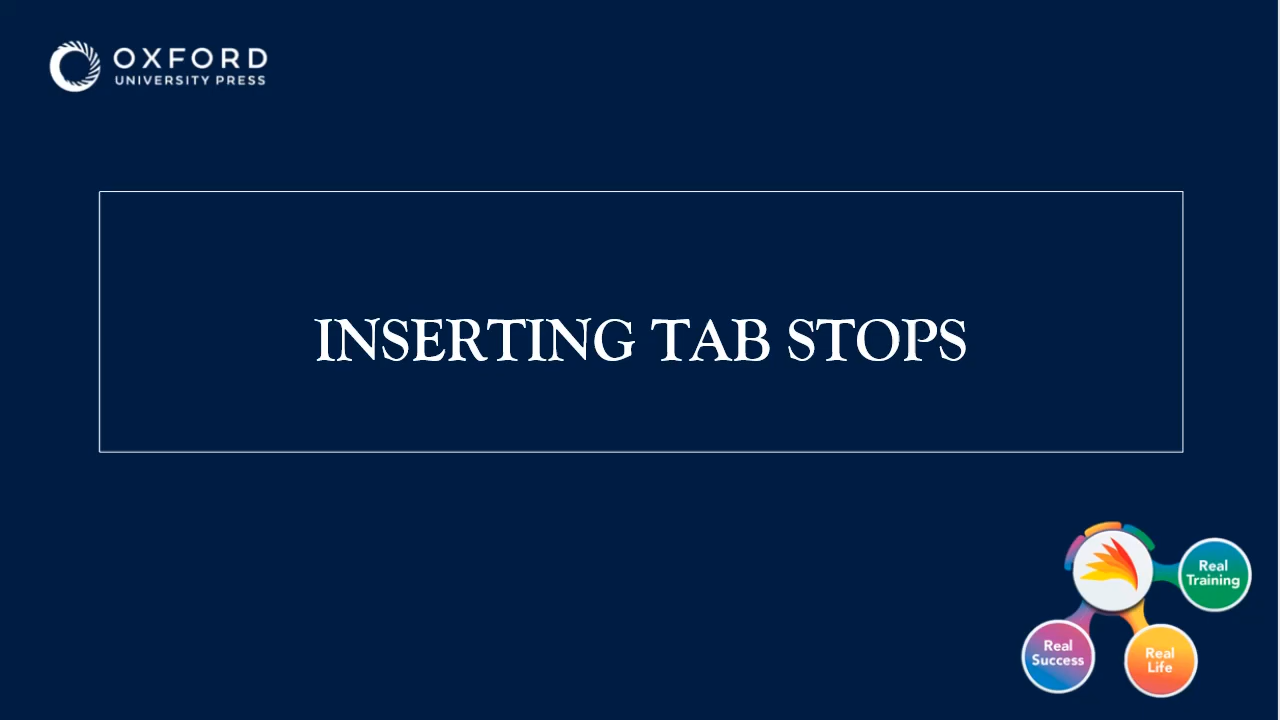 OXFORD
UNIVERSITY PRESS
INSERTING TAB STOPS
Real
Training
Real
Success
Real
Life